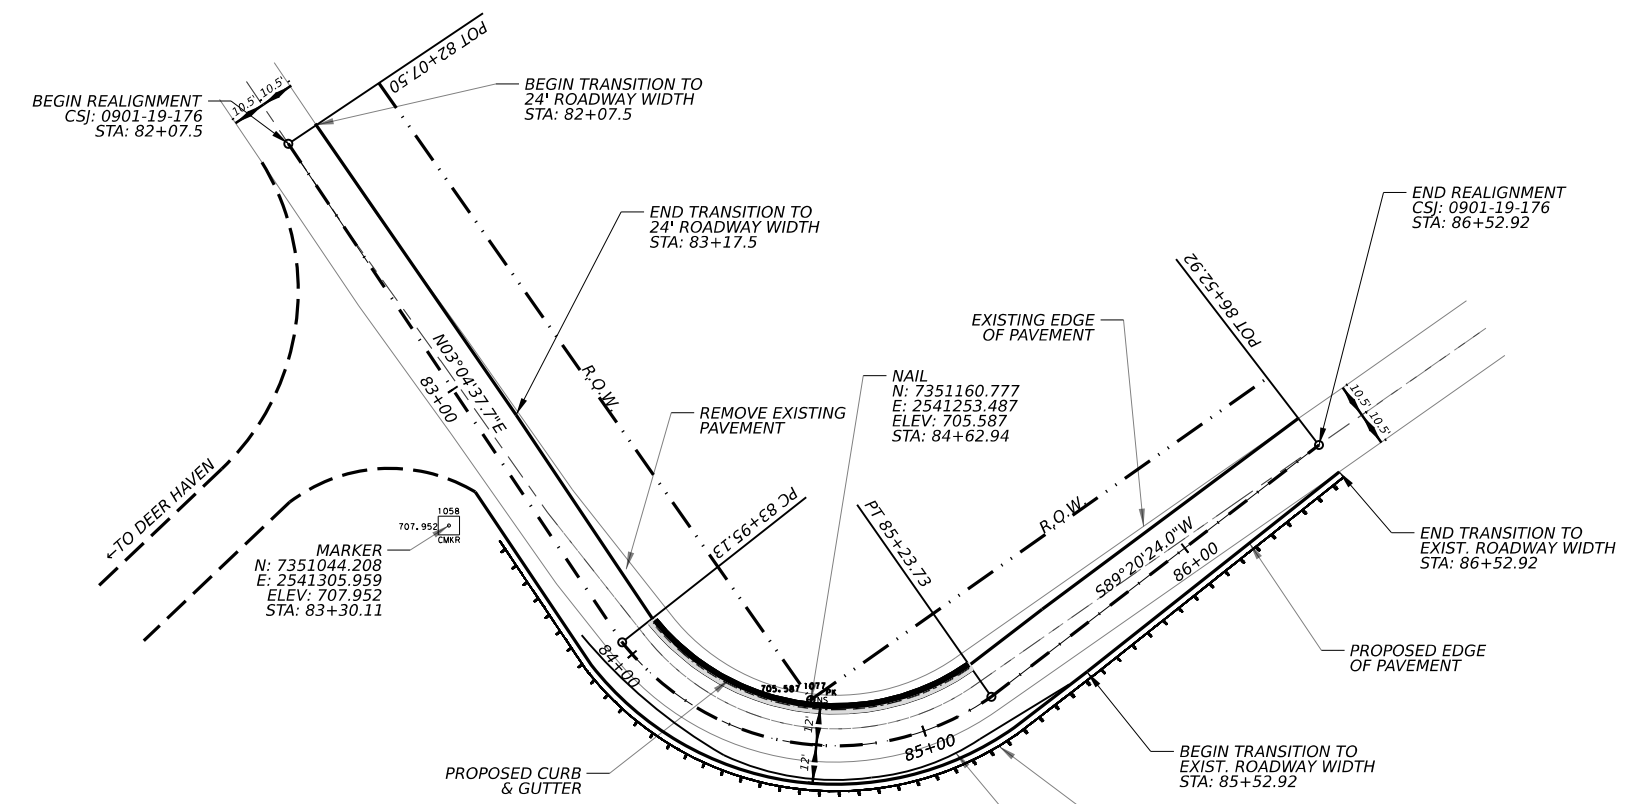 POT 82+07.50
10.5' 10.5'
BEGIN REALIGNMENT
CSJ: 0901-19-176
STA: 82+07.5
BEGIN TRANSITION TO
24' ROADWAY WIDTH
STA: 82+07.5
END TRANSITION TO
24' ROADWAY WIDTH
STA: 83+17.5
END REALIGNMENT
CSJ: 0901-19-176
STA: 86+52.92
POT 86+52.92
EXISTING EDGE
OF PAVEMENT
N03°04'37.7"E
83+00
R.O.W.
NAIL
N: 7351160.777
E: 2541253.487
ELEV: 705.587
STA: 84+62.94
10.5' 10.5'
REMOVE EXISTING
PAVEMENT
←TO DEER HAVEN
1058
707.952
CMKR
MARKER
N: 7351044.208
E: 2541305.959
ELEV: 707.952
STA: 83+30.11
PC 83+95.13
PT 85+23.73
R.O.W.
S89°20'24.0"W
86+00
END TRANSITION TO
EXIST. ROADWAY WIDTH
STA: 86+52.92
PROPOSED EDGE
OF PAVEMENT
84+00
705.587 1077
PK
12'
12'
85+00
PROPOSED CURB
& GUTTER
BEGIN TRANSITION TO
EXIST. ROADWAY WIDTH
STA: 85+52.92